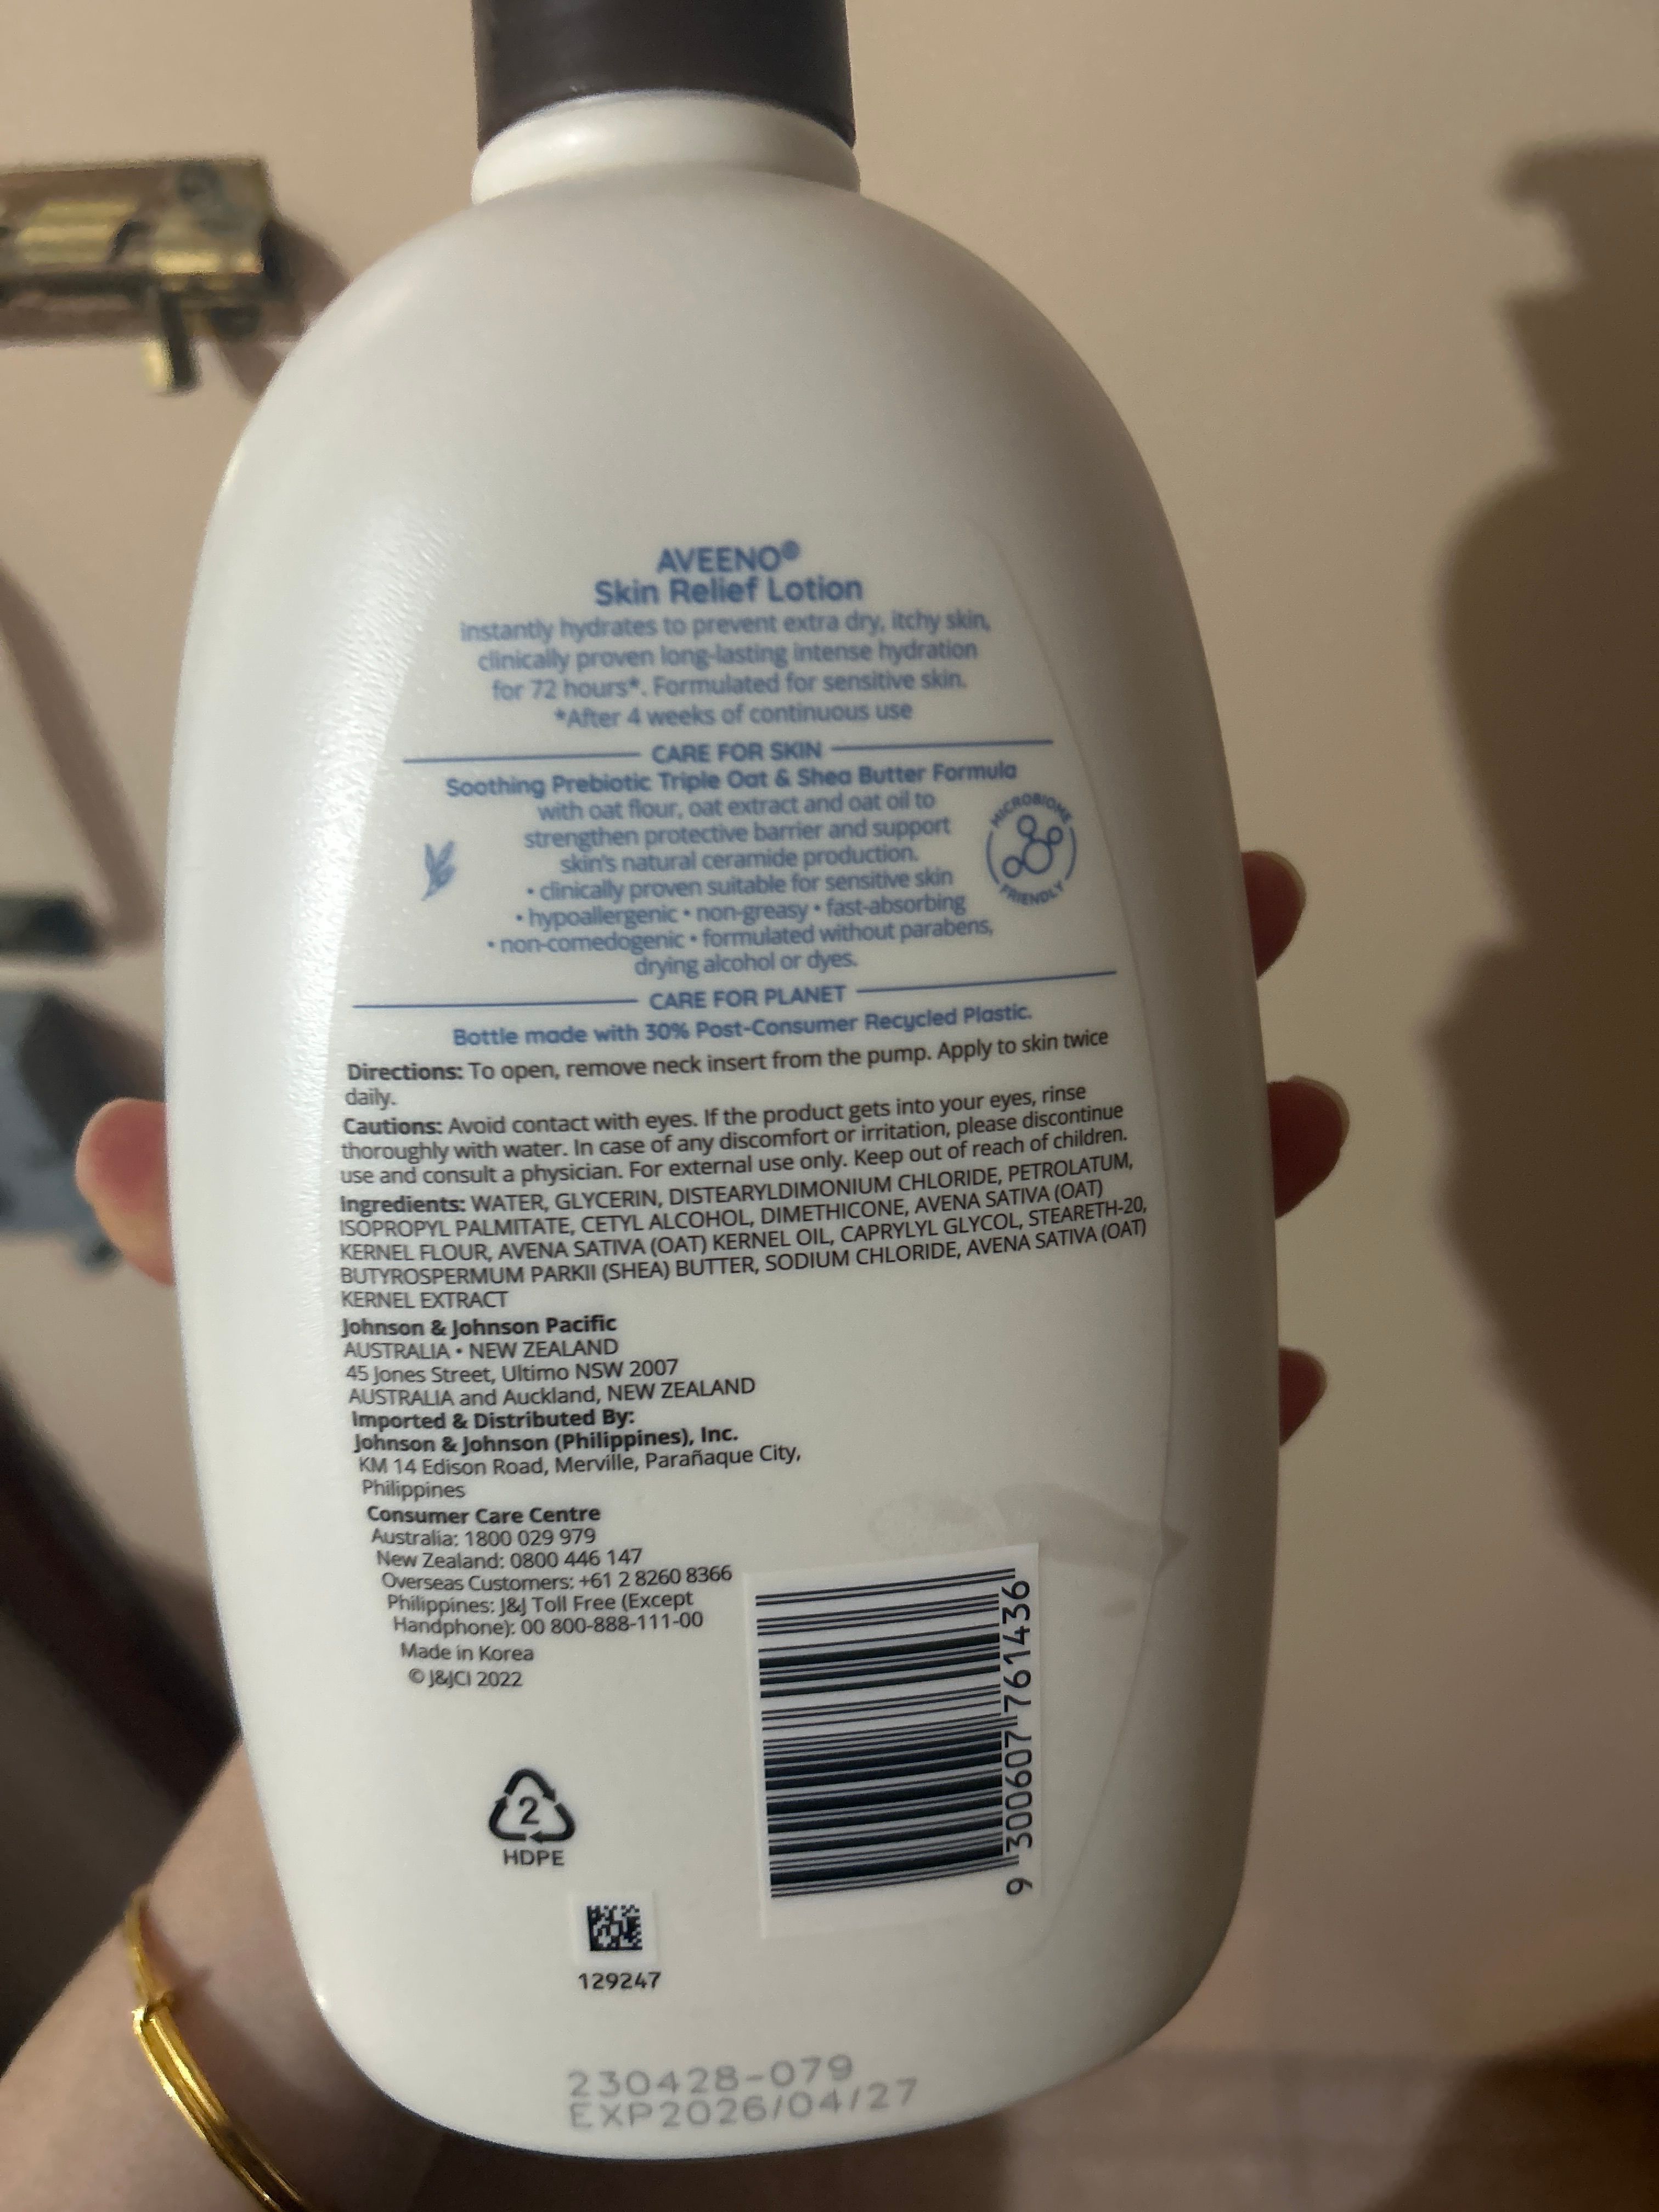 AVEENO®
Skin Relief Lotion
instantly hydrates to prevent extra dry, itchy skin,
clinically proven long-lasting intense hydration
for 72 hours*. Formulated for sensitive skin.
*After 4 weeks of continuous use
CARE FOR SKIN
Soothing Prebiotic Triple Oat & Shea Butter Formula
with oat flour, oat extract and oat oil to
strengthen protective barrier and support
skin's natural ceramide production.
• clinically proven suitable for sensitive skin
• hypoallergenic • non-greasy • fast-absorbing
• non-comedogenic • formulated without parabens,
drying alcohol or dyes.
MICROBIOME
FRIENDLY
CARE FOR PLANET
Bottle made with 30% Post-Consumer Recycled Plastic.
Directions: To open, remove neck insert from the pump. Apply to skin twice
daily.
Cautions: Avoid contact with eyes. If the product gets into your eyes, rinse
thoroughly with water. In case of any discomfort or irritation, please discontinue
use and consult a physician. For external use only. Keep out of reach of children.
Ingredients: WATER, GLYCERIN, DISTEARYLDIMONIUM CHLORIDE, PETROLATUM,
ISOPROPYL PALMITATE, CETYL ALCOHOL, DIMETHICONE, AVENA SATIVA (OAT)
KERNEL FLOUR, AVENA SATIVA (OAT) KERNEL OIL, CAPRYLYL GLYCOL, STEARETH-20,
BUTYROSPERMUM PARKII (SHEA) BUTTER, SODIUM CHLORIDE, AVENA SATIVA (OAT)
KERNEL EXTRACT
Johnson & Johnson Pacific
AUSTRALIA • NEW ZEALAND
45 Jones Street, Ultimo NSW 2007
AUSTRALIA and Auckland, NEW ZEALAND
Imported & Distributed By:
Johnson & Johnson (Philippines), Inc.
KM 14 Edison Road, Merville, Parañaque City,
Philippines
Consumer Care Centre
Australia: 1800 029 979
New Zealand: 0800 446 147
Overseas Customers: +61 2 8260 8366
Philippines: J&J Toll Free (Except
Handphone): 00 800-888-111-00
Made in Korea
© J&JCI 2022
9 300607 761436
2
HDPE
129247
230428-079
EXP2026/04/27